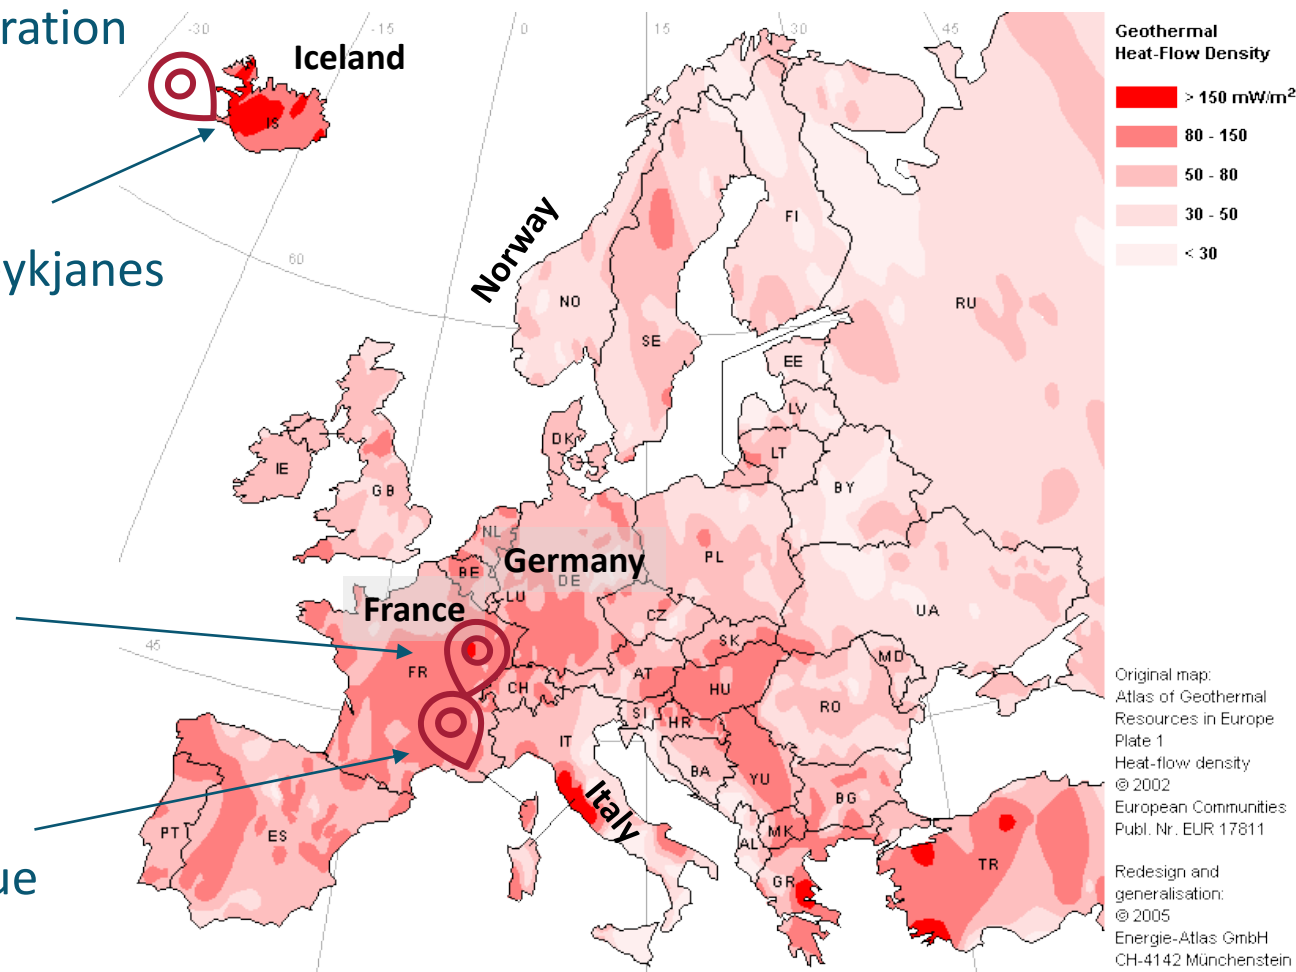 ration
Iceland
-30
-15
0
15
30
45
IS
ykjanes
60
Norway
NO
SE
FI
RU
EE
LV
LT
BY
DK
IE
GB
NL
BE
LU
Germany
DE
PL
CZ
SK
UA
France
FR
45
CH
AT
HU
MD
RO
SI
HR
IT
BA
YU
BG
Italy
PT
ES
AL
MK
GR
TR
ue
Geothermal
Heat-Flow Density
> 150 mW/m²
80 - 150
50 - 80
30 - 50
< 30
Original map:
Atlas of Geothermal
Resources in Europe
Plate 1
Heat-flow density
© 2002
European Communities
Publ. Nr. EUR 17811
Redesign and
generalisation:
© 2005
Energie-Atlas GmbH
CH-4142 Münchenstein